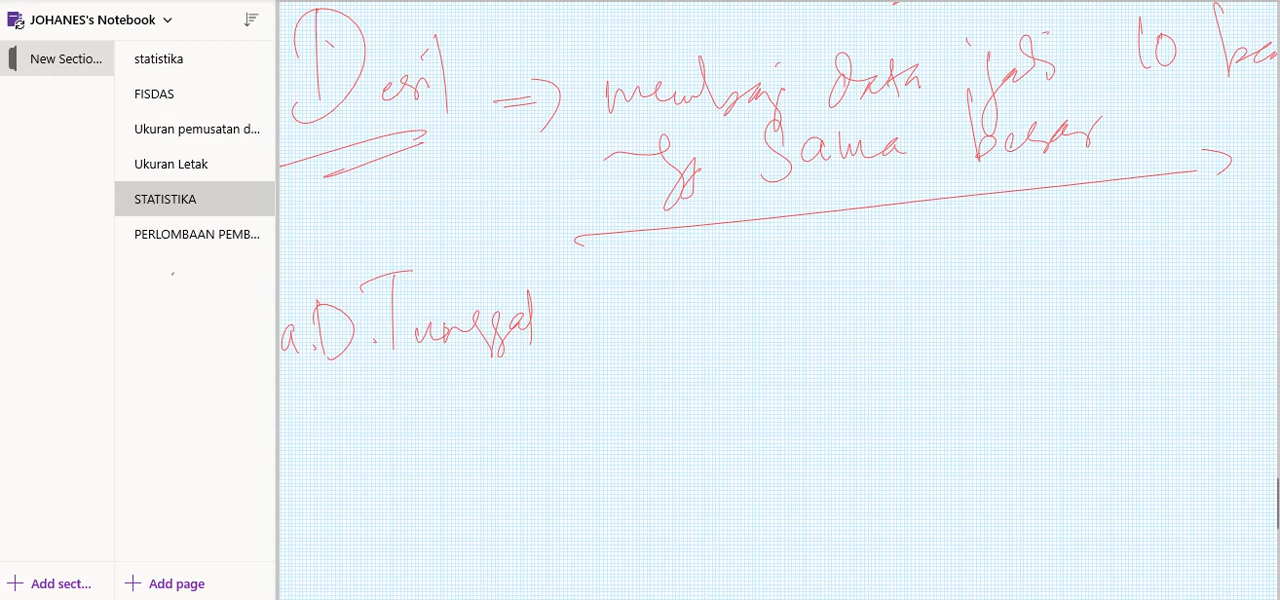 JOHANES's Notebook
New Sectio...
statistika
FISDAS
Ukuran pemusatan d...
Ukuran Letak
STATISTIKA
PERLOMBAAN PEMB...
Add sect...
Add page
Desil => membagi data jadi 10
yg sama besar
a. D. Tunggal